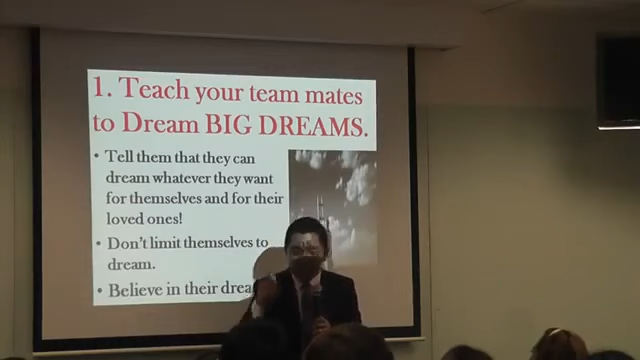 1. Teach your team mates
to Dream BIG DREAMS.
• Tell them that they can
dream whatever they want
for themselves and for their
loved ones!
• Don't limit themselves to
dream.
• Believe in their